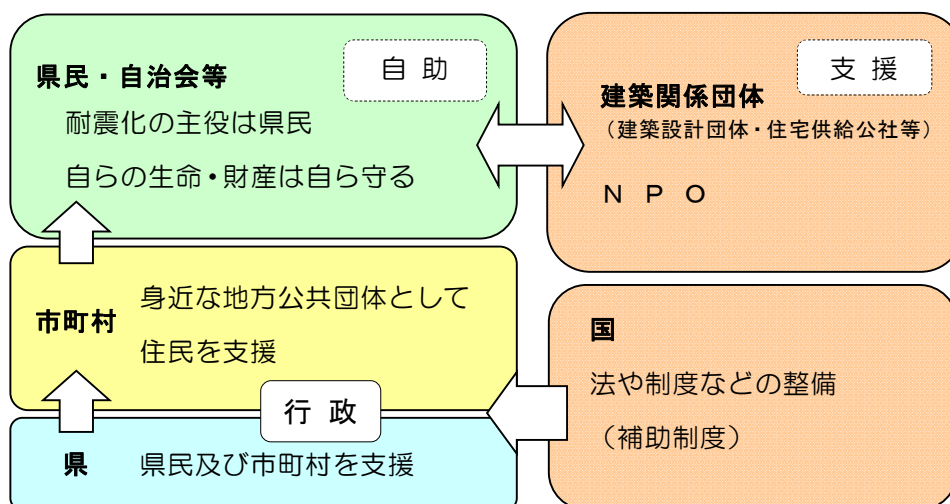 県民・自治会等
自 助
耐震化の主役は県民
自らの生命・財産は自ら守る
支 援
建築関係団体
（建築設計団体・住宅供給公社等）
Ｎ Ｐ Ｏ
市町村
身近な地方公共団体として
住民を支援
行 政
県
県民及び市町村を支援
国
法や制度などの整備
（補助制度）